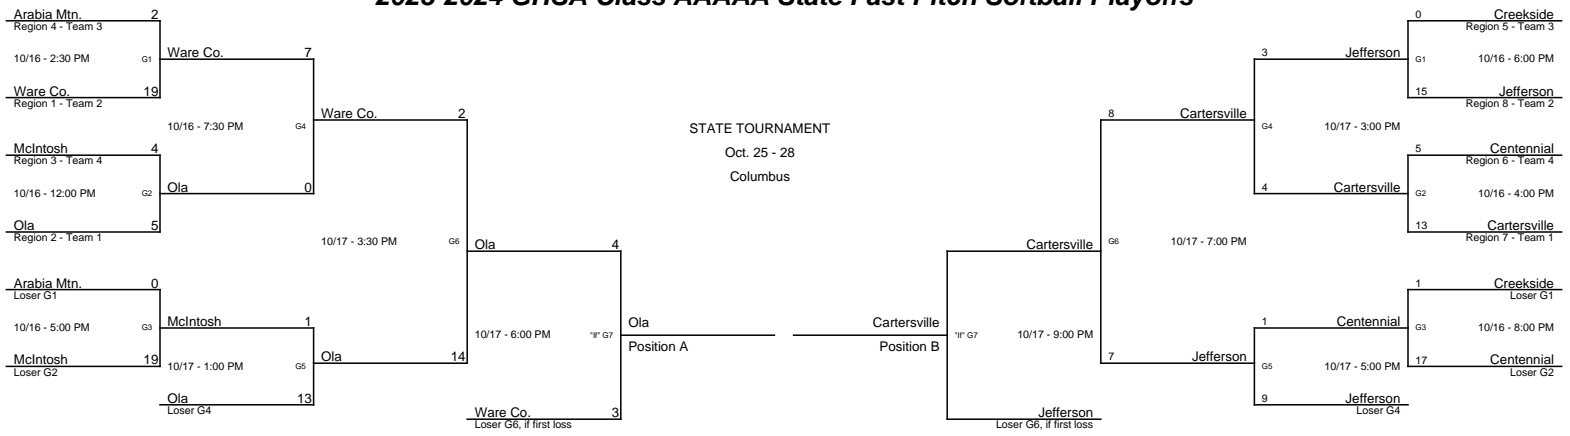 2023-2024 GHSA Class AAAAA State Fast Pitch Softball Playoffs
Arabia Mtn. 2
Region 4 - Team 3
10/16 - 2:30 PM G1
Ware Co. 7
Ware Co. 19
Region 1 - Team 2
10/16 - 7:30 PM G4
Ware Co. 2
McIntosh 4
Region 3 - Team 4
10/16 - 12:00 PM G2
Ola 0
Ola 5
Region 2 - Team 1
10/17 - 3:30 PM G6
Ola 4
Arabia Mtn. 0
Loser G1
10/16 - 5:00 PM G3
McIntosh 1
McIntosh 19
Loser G2
10/17 - 1:00 PM G5
Ola 14
Ola 13
Loser G4
10/17 - 6:00 PM "If" G7
Ola
Position A
Ware Co. 3
Loser G6, if first loss
STATE TOURNAMENT
Oct. 25 - 28
Columbus
0 Creekside
Region 5 - Team 3
G1 10/16 - 6:00 PM
3 Jefferson
15 Jefferson
Region 8 - Team 2
G4 10/17 - 3:00 PM
8 Cartersville
5 Centennial
Region 6 - Team 4
G2 10/16 - 4:00 PM
4 Cartersville
13 Cartersville
Region 7 - Team 1
G6 10/17 - 7:00 PM
Cartersville
1 Creekside
Loser G1
G3 10/16 - 8:00 PM
1 Centennial
17 Centennial
Loser G2
G5 10/17 - 5:00 PM
7 Jefferson
9 Jefferson
Loser G4
"If" G7 10/17 - 9:00 PM
Cartersville
Position B
Jefferson
Loser G6, if first loss